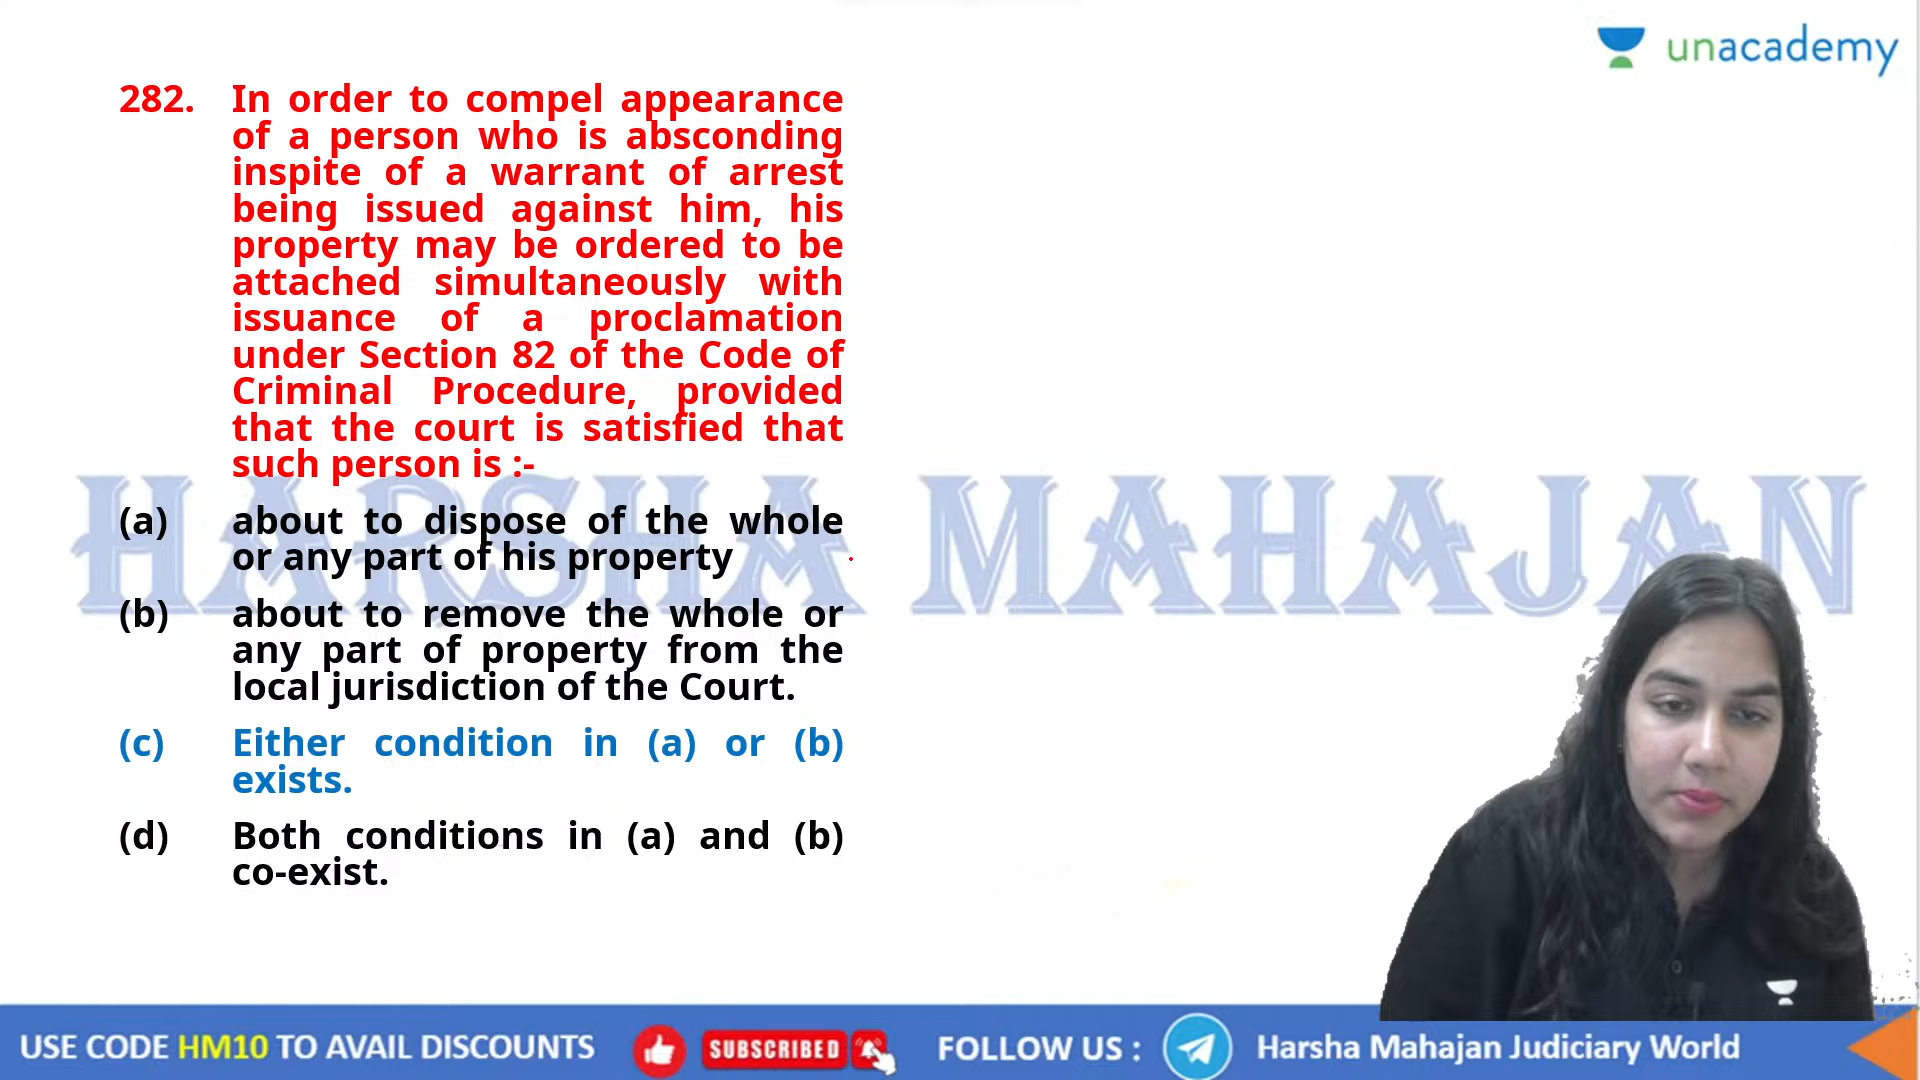 unacademy
282. In order to compel appearance
of a person who is absconding
inspite of a warrant of arrest
being issued against him, his
property may be ordered to be
attached simultaneously with
issuance of a proclamation
under Section 82 of the Code of
Criminal Procedure, provided
that the court is satisfied that
such person is :-
HARSHA MAHAJAN
(a) about to dispose of the whole
or any part of his property
(b) about to remove the whole or
any part of property from the
local jurisdiction of the Court.
(c) Either condition in (a) or (b)
exists.
(d) Both conditions in (a) and (b)
co-exist.
USE CODE HM10 TO AVAIL DISCOUNTS SUBSCRIBED FOLLOW US : Harsha Mahajan Judiciary World